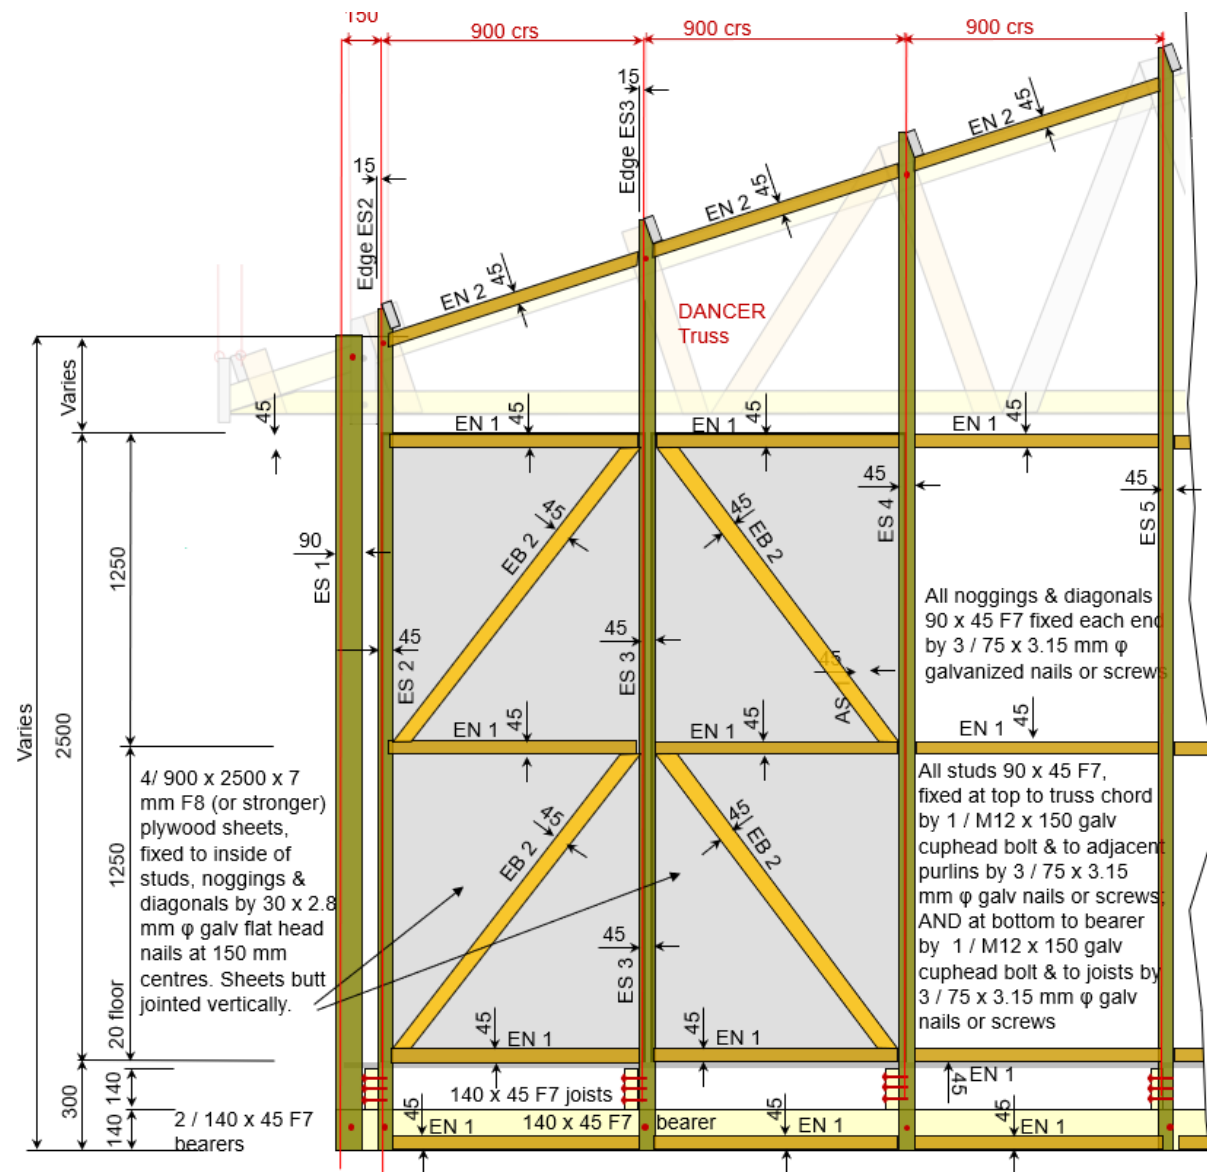 150
900 crs
900 crs
900 crs
15
Edge ES3
15
Edge ES2
EN 2
45
EN 2
45
EN 2
45
DANCER
Truss
Varies
45
EN 1
45
EN 1
45
EN 1
45
90
ES 1
45
ES 2
45
ES 3
45
ES 4
45
ES 5
1250
2500
Varies
EB 2
45
45
EB 2
45
AS
All noggings & diagonals
90 x 45 F7 fixed each end
by 3 / 75 x 3.15 mm φ
galvanized nails or screws
EN 1
45
EN 1
45
EN 1
45
4/ 900 x 2500 x 7
mm F8 (or stronger)
plywood sheets,
fixed to inside of
studs, noggings &
diagonals by 30 x 2.8
mm φ galv flat head
nails at 150 mm
centres. Sheets butt
jointed vertically.
1250
20 floor
EB 2
45
45
EB 2
45
ES 3
All studs 90 x 45 F7,
fixed at top to truss chord
by 1 / M12 x 150 galv
cuphead bolt & to adjacent
purlins by 3 / 75 x 3.15
mm φ galv nails or screws;
AND at bottom to bearer
by 1 / M12 x 150 galv
cuphead bolt & to joists by
3 / 75 x 3.15 mm φ galv
nails or screws
45
EN 1
45
EN 1
45
EN 1
300
140
140
140 x 45 F7 joists
2 / 140 x 45 F7
bearers
140 x 45 F7 bearer
45
EN 1
45
EN 1
45
EN 1